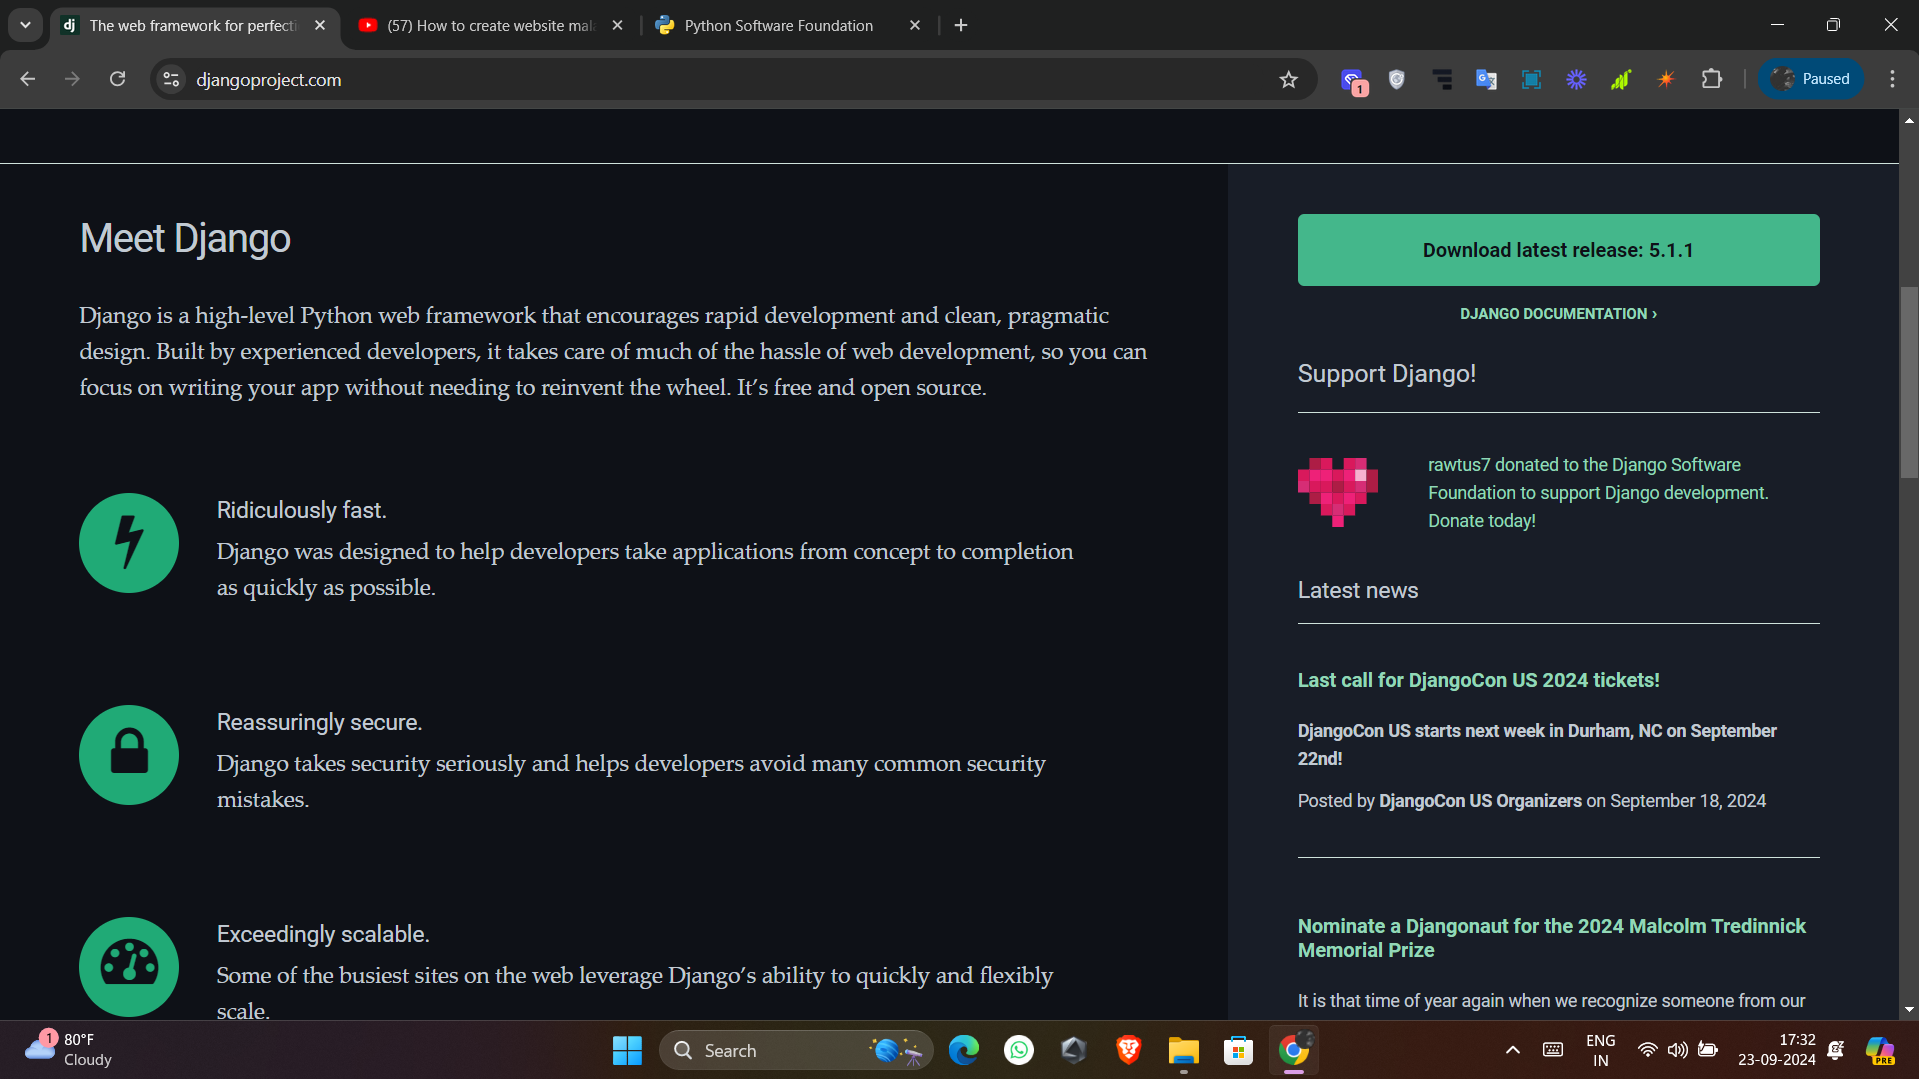 dj The web framework for perfecti
(57) How to create website mal
Python Software Foundation
djangoproject.com
1
Paused
Meet Django
Django is a high-level Python web framework that encourages rapid development and clean, pragmatic
design. Built by experienced developers, it takes care of much of the hassle of web development, so you can
focus on writing your app without needing to reinvent the wheel. It’s free and open source.
Ridiculously fast.
Django was designed to help developers take applications from concept to completion
as quickly as possible.
Reassuringly secure.
Django takes security seriously and helps developers avoid many common security
mistakes.
Exceedingly scalable.
Some of the busiest sites on the web leverage Django’s ability to quickly and flexibly
scale.
Download latest release: 5.1.1
DJANGO DOCUMENTATION ›
Support Django!
rawtus7 donated to the Django Software
Foundation to support Django development.
Donate today!
Latest news
Last call for DjangoCon US 2024 tickets!
DjangoCon US starts next week in Durham, NC on September
22nd!
Posted by DjangoCon US Organizers on September 18, 2024
Nominate a Djangonaut for the 2024 Malcolm Tredinnick
Memorial Prize
It is that time of year again when we recognize someone from our
1
80°F
Cloudy
Search
ENG
IN
17:32
23-09-2024
PRE